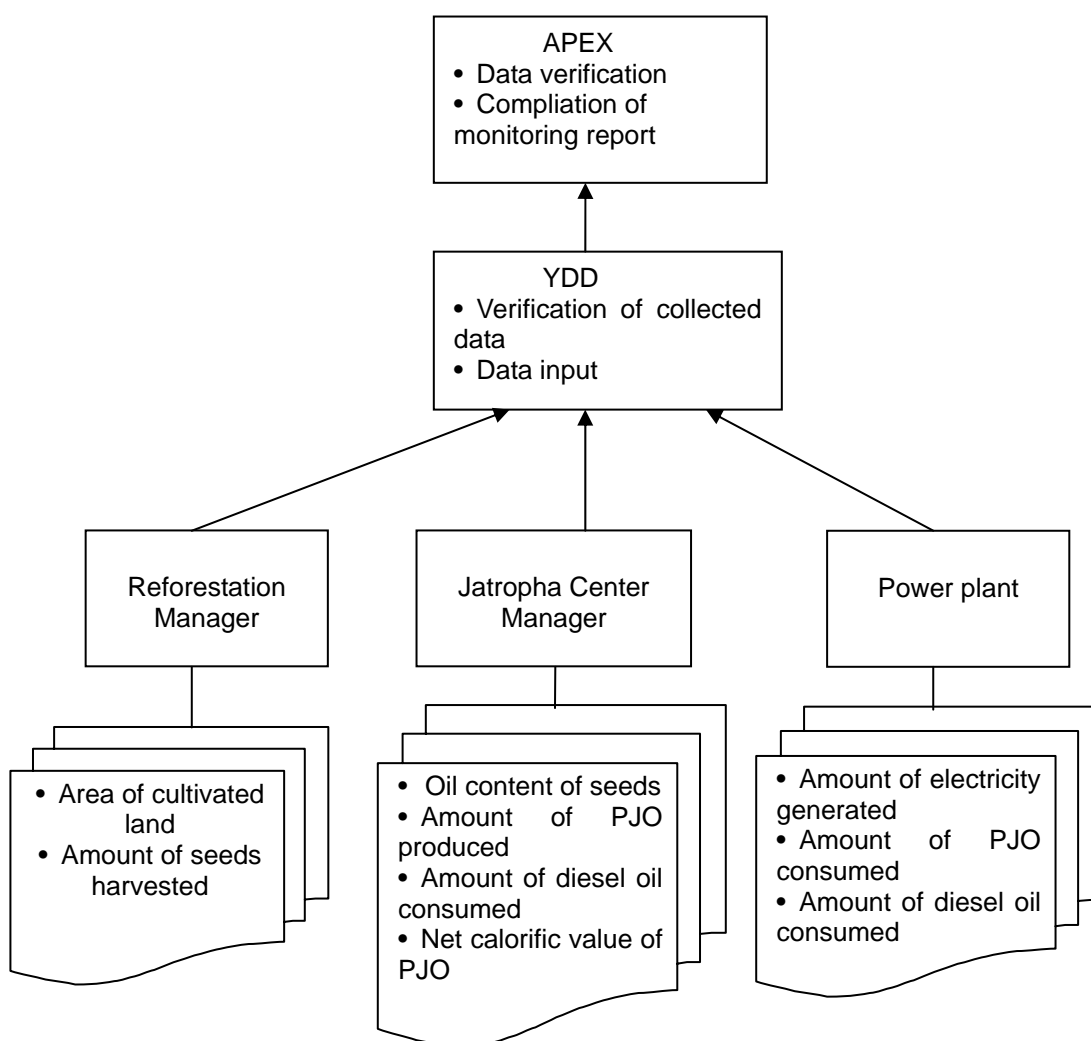 APEX
• Data verification
• Compliation of
monitoring report
YDD
• Verification of collected
data
• Data input
Reforestation
Manager
Jatropha Center
Manager
Power plant
• Area of cultivated
land
• Amount of seeds
harvested
• Oil content of seeds
• Amount of PJO
produced
• Amount of diesel oil
consumed
• Net calorific value of
PJO
• Amount of electricity
generated
• Amount of PJO
consumed
• Amount of diesel oil
consumed